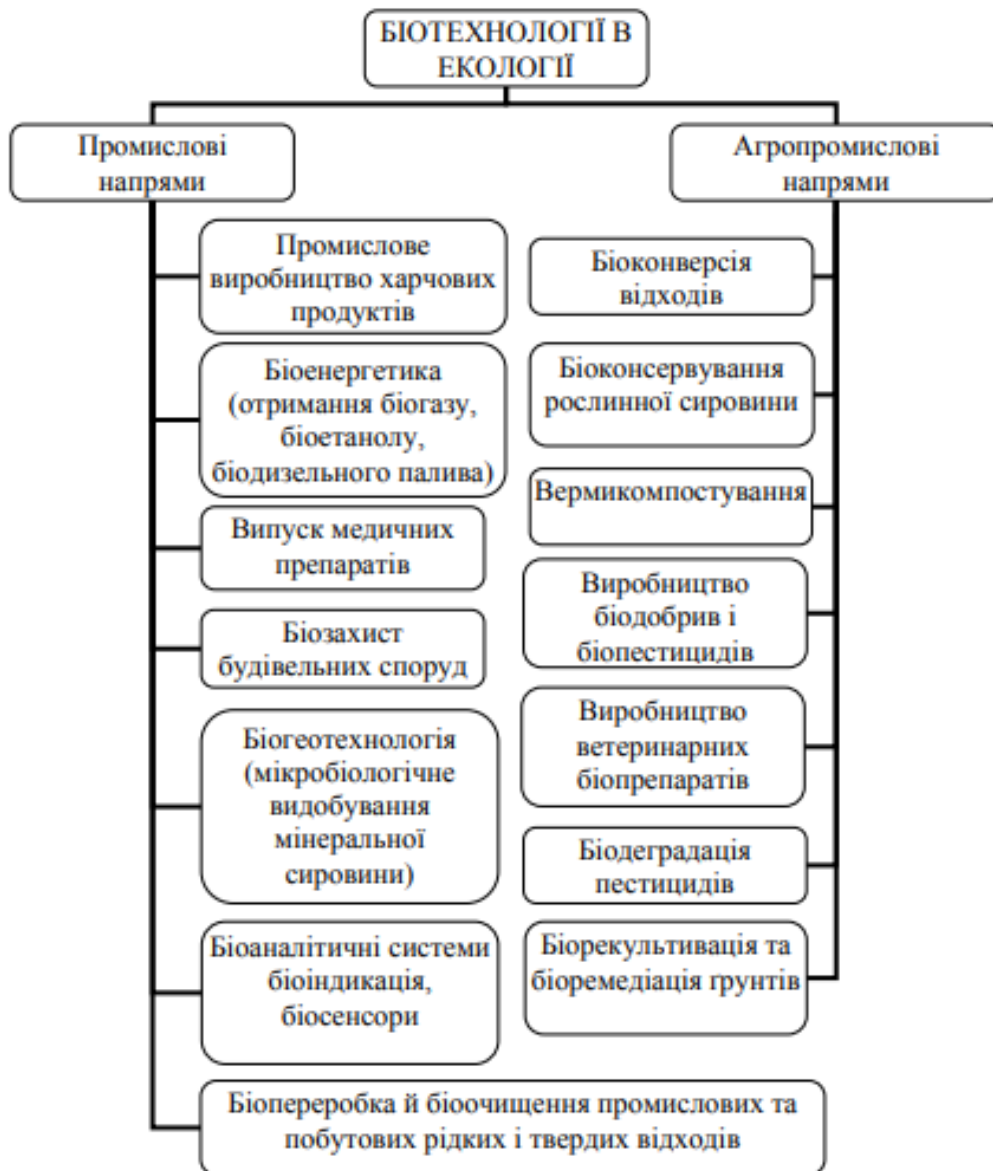 БІОТЕХНОЛОГІЇ В
ЕКОЛОГІЇ
Промислові
напрями
Агропромислові
напрями
Промислове
виробництво харчових
продуктів
Біоенергетика
(отримання біогазу,
біоетанолу,
біодизельного палива)
Випуск медичних
препаратів
Біозахист
будівельних споруд
Біогеотехнологія
(мікробіологічне
видобування
мінеральної
сировини)
Біоаналітичні системи
біоіндикація,
біосенсори
Біопереробка й біоочищення промислових та
побутових рідких і твердих відходів
Біоконверсія
відходів
Біоконсервування
рослинної сировини
Вермикомпостування
Виробництво
біодобрив і
біопестицидів
Виробництво
ветеринарних
біопрепаратів
Біодеградація
пестицидів
Біорекультивація та
біоремедіація ґрунтів